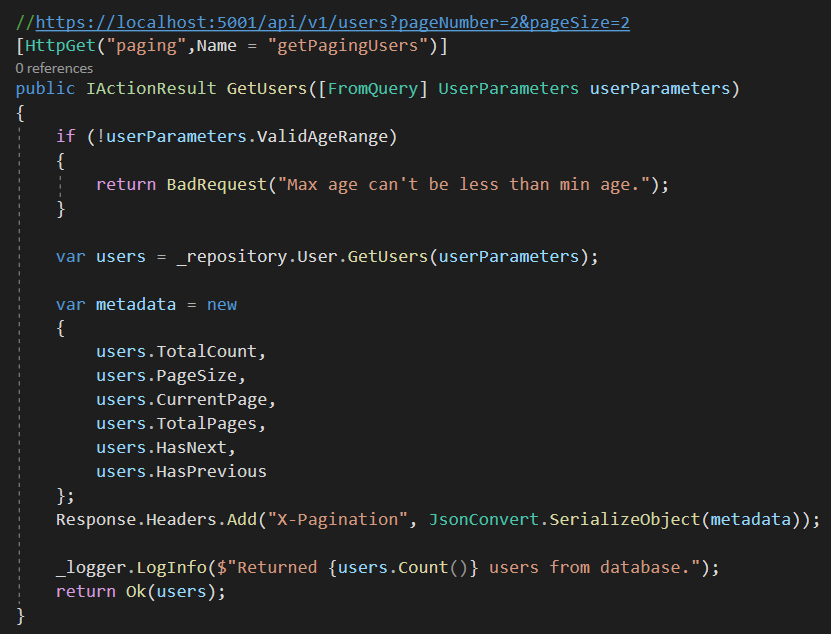 //https://localhost:5001/api/v1/users?pageNumber=2&pageSize=2
[HttpGet("paging",Name = "getPagingUsers")]
0 references
public IActionResult GetUsers([FromQuery] UserParameters userParameters)
{
    if (!userParameters.ValidAgeRange)
    {
        return BadRequest("Max age can't be less than min age.");
    }

    var users = _repository.User.GetUsers(userParameters);

    var metadata = new
    {
        users.TotalCount,
        users.PageSize,
        users.CurrentPage,
        users.TotalPages,
        users.HasNext,
        users.HasPrevious
    };
    Response.Headers.Add("X-Pagination", JsonConvert.SerializeObject(metadata));

    _logger.LogInfo($"Returned {users.Count()} users from database.");
    return Ok(users);
}